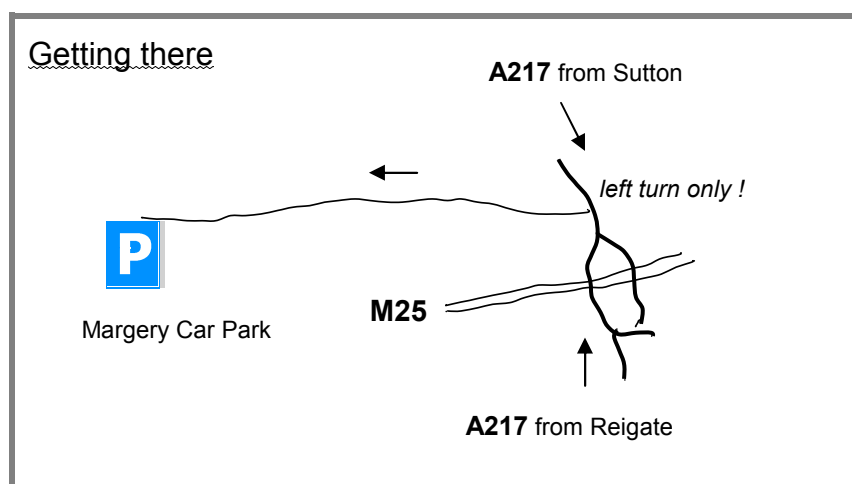 Getting there
A217 from Sutton
left turn only !
P
M25
Margery Car Park
A217 from Reigate